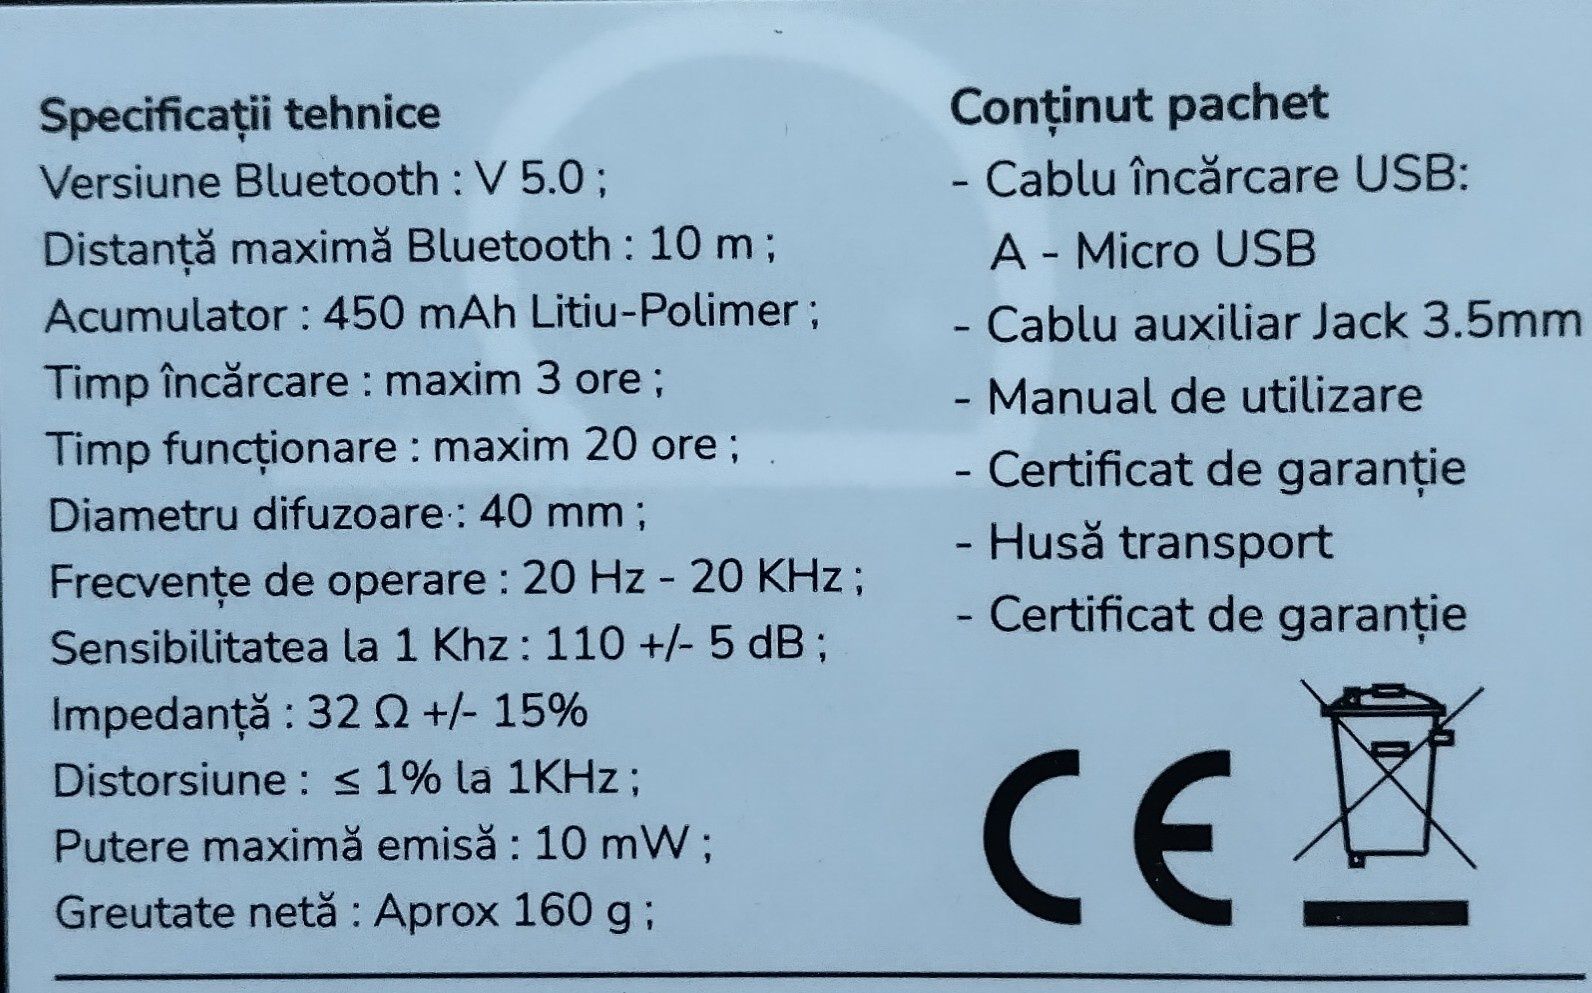 Specificații tehnice
Versiune Bluetooth : V 5.0 ;
Distanță maximă Bluetooth : 10 m ;
Acumulator : 450 mAh Litiu-Polimer ;
Timp încărcare : maxim 3 ore ;
Timp funcționare : maxim 20 ore ;
Diametru difuzoare : 40 mm ;
Frecvențe de operare : 20 Hz - 20 KHz ;
Sensibilitatea la 1 Khz : 110 +/- 5 dB ;
Impedanță : 32 Ω +/- 15%
Distorsiune : ≤ 1% la 1KHz ;
Putere maximă emisă : 10 mW ;
Greutate netă : Aprox 160 g ;
Conținut pachet
- Cablu încărcare USB:
A - Micro USB
- Cablu auxiliar Jack 3.5mm
- Manual de utilizare
- Certificat de garanție
- Husă transport
- Certificat de garanție
CE